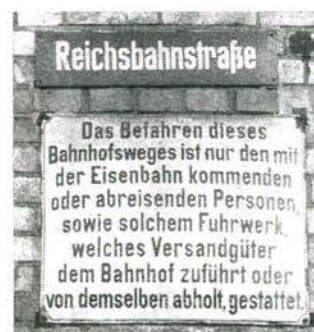 Reichsbahnstraße
Das Befahren dieses
Bahnhofsweges ist nur den mit
der Eisenbahn kommenden
oder abreisenden Personen,
sowie solchem Fuhrwerk,
welches Versandgüter
dem Bahnhof zuführt oder
von demselben abholt, gestattet.